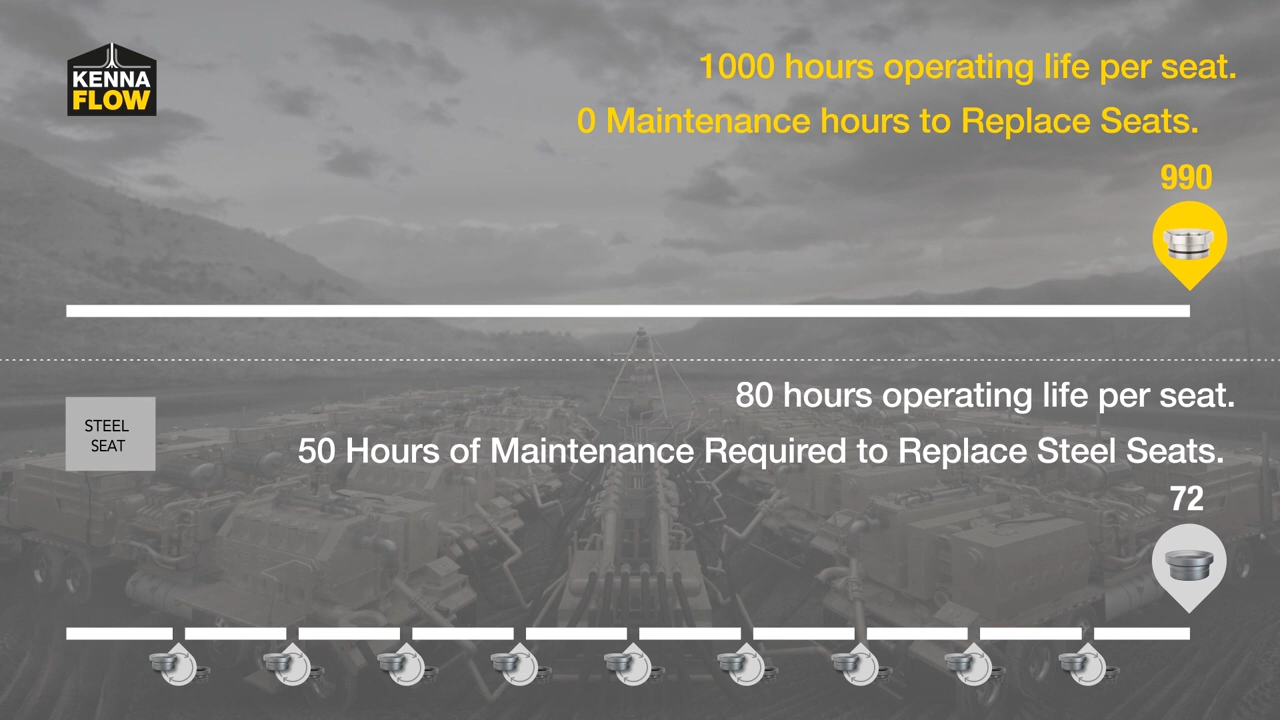 KENNA
FLOW
1000 hours operating life per seat.
0 Maintenance hours to Replace Seats.
990
80 hours operating life per seat.
STEEL
SEAT
50 Hours of Maintenance Required to Replace Steel Seats.
72